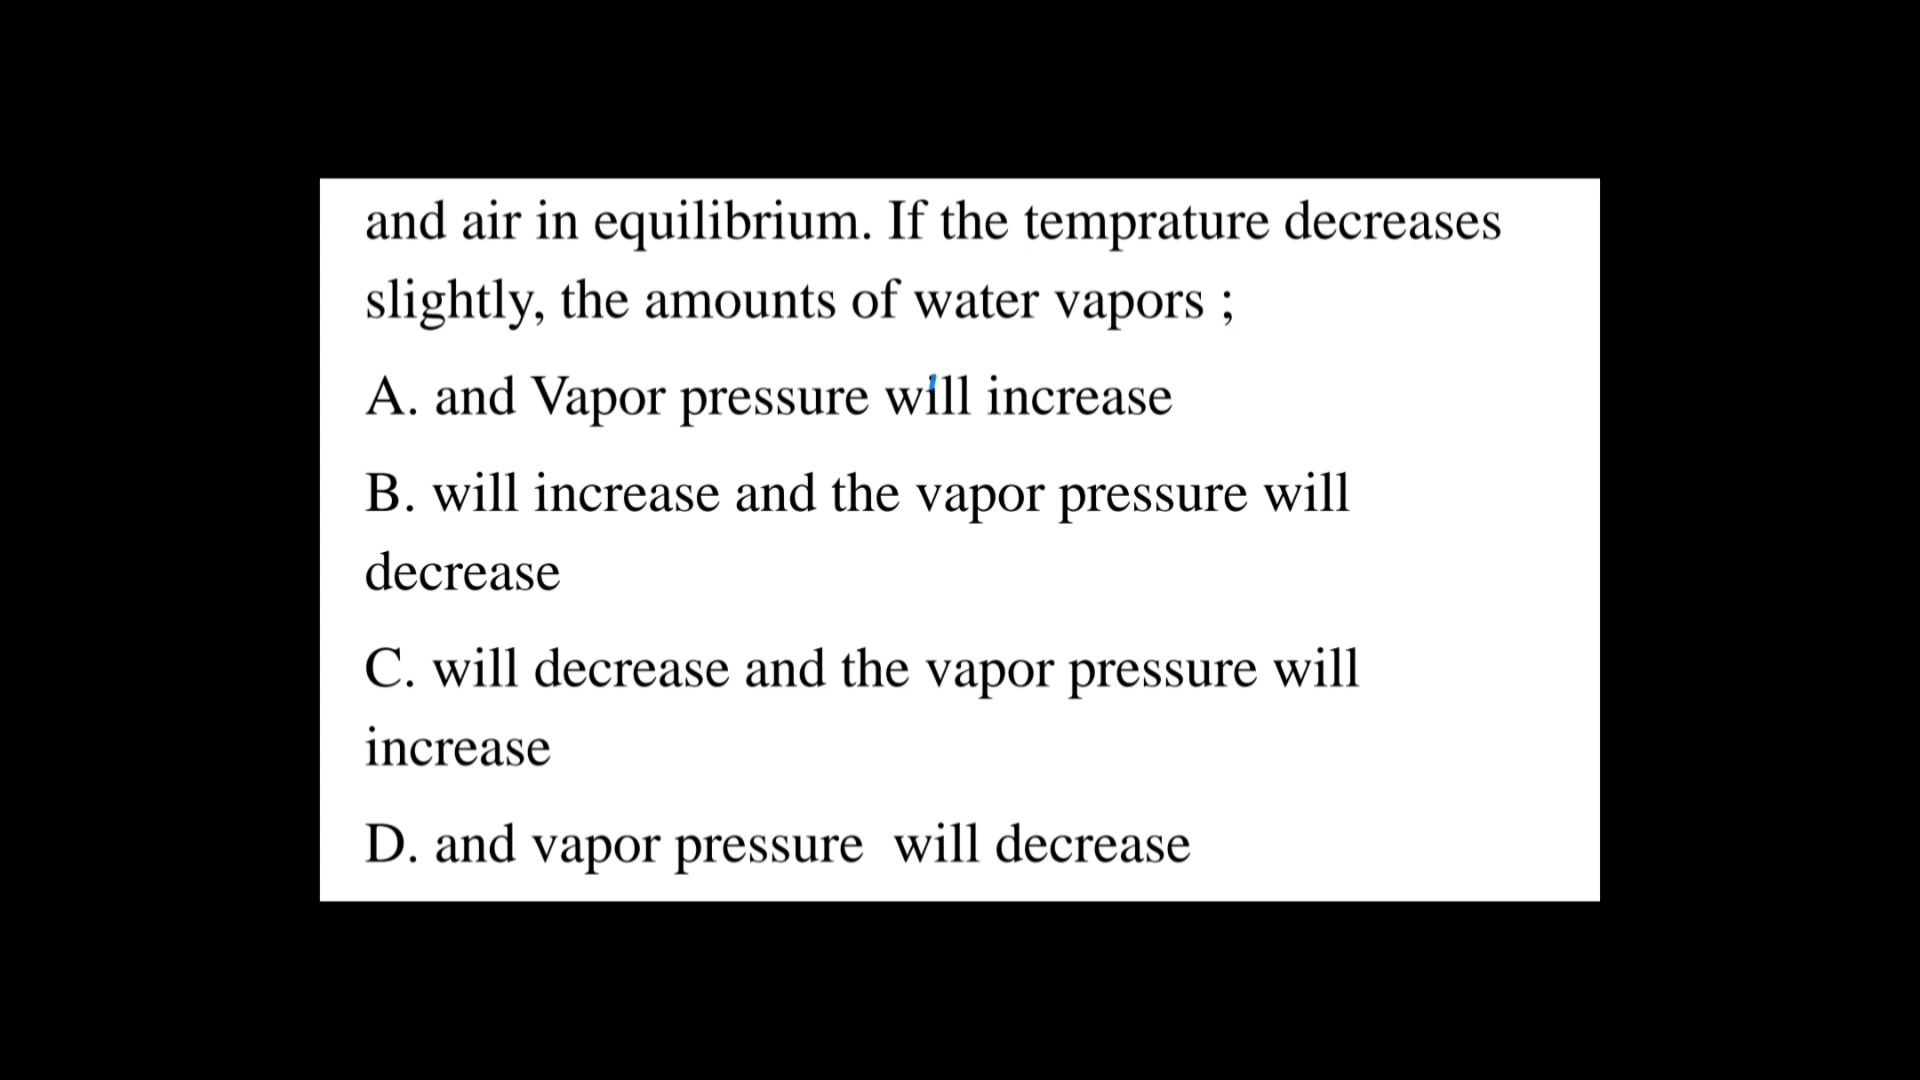 and air in equilibrium. If the temprature decreases
slightly, the amounts of water vapors ;
A. and Vapor pressure will increase
B. will increase and the vapor pressure will
decrease
C. will decrease and the vapor pressure will
increase
D. and vapor pressure  will decrease